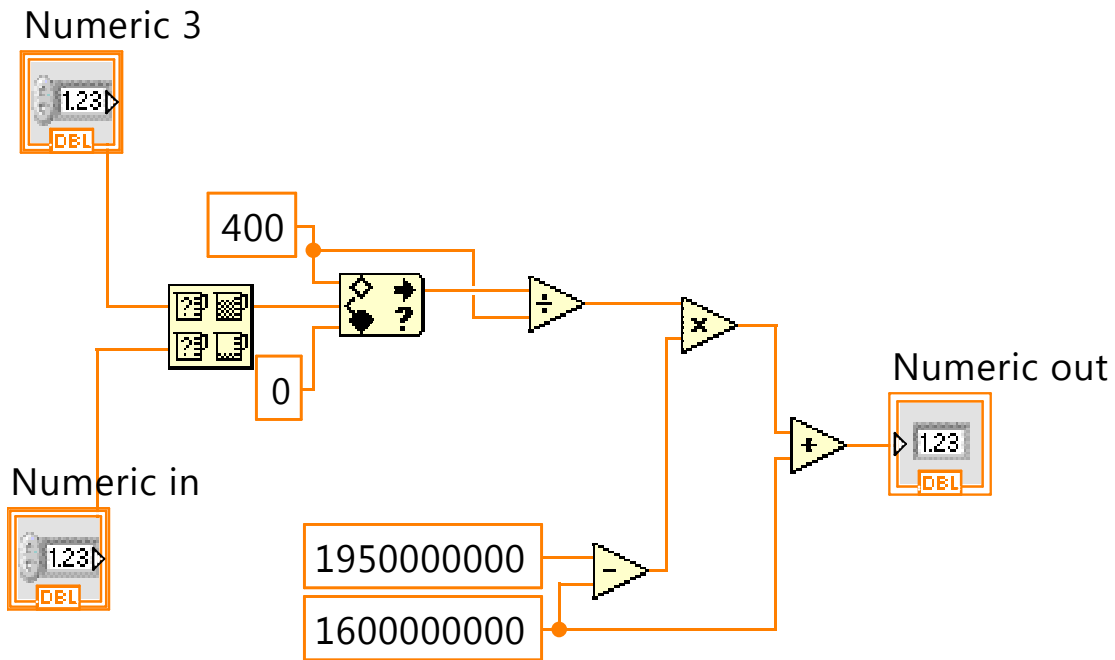 Numeric 3
1.23
DBL
400
?
? ?
÷
x
0
Numeric out
1.23
DBL
+
Numeric in
1.23
DBL
1950000000
-
1600000000